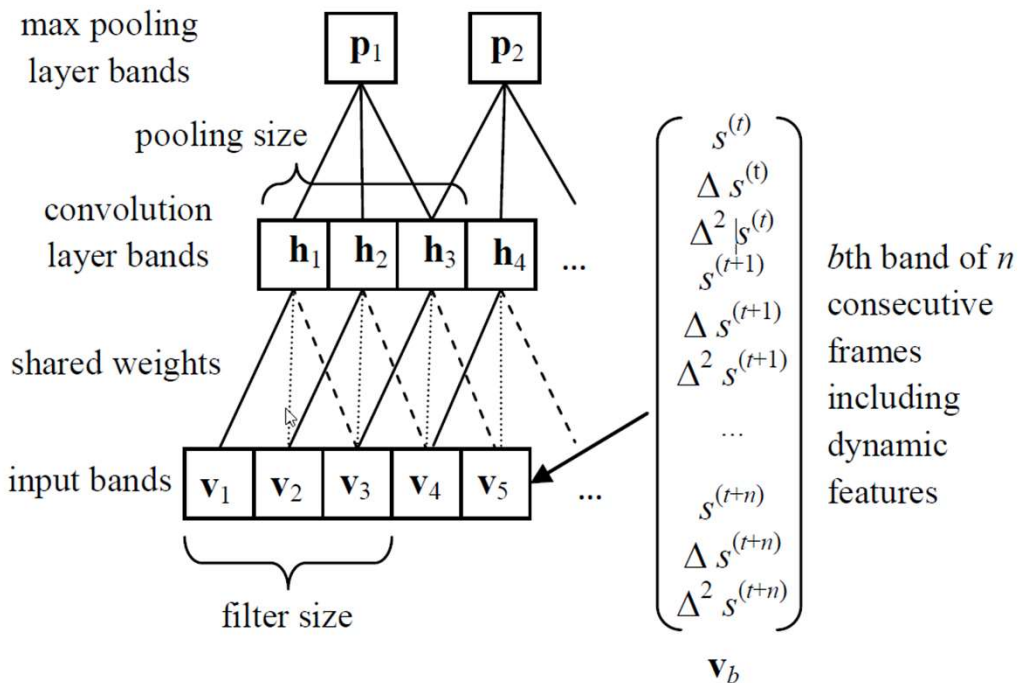 max pooling
layer bands
p₁
p₂
pooling size
convolution
layer bands
h₁ h₂ h₃ h₄ ...
shared weights
input bands
v₁ v₂ v₃ v₄ v₅ ...
filter size
s⁽ᵗ⁾
Δ s⁽ᵗ⁾
Δ² s⁽ᵗ⁾
s⁽ᵗ⁺¹⁾
Δ s⁽ᵗ⁺¹⁾
Δ² s⁽ᵗ⁺¹⁾
...
s⁽ᵗ⁺ⁿ⁾
Δ s⁽ᵗ⁺ⁿ⁾
Δ² s⁽ᵗ⁺ⁿ⁾
v_b
bth band of n
consecutive
frames
including
dynamic
features